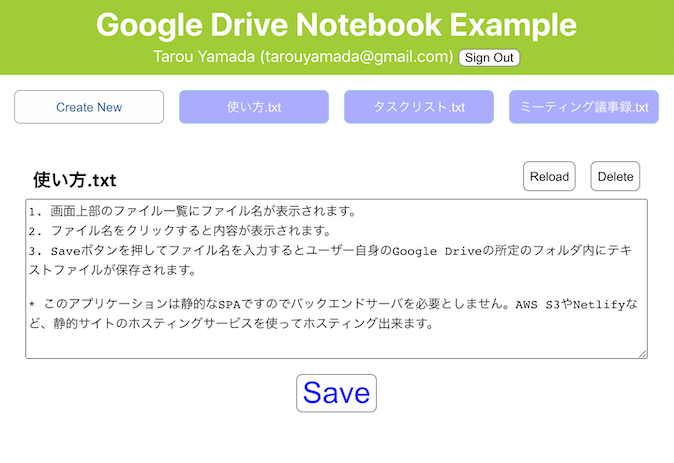 Google Drive Notebook Example
Tarou Yamada (tarouyamada@gmail.com) Sign Out
Create New
使い方.txt
タスクリスト.txt
ミーティング議事録.txt
使い方.txt
Reload
Delete
1. 画面上部のファイル一覧にファイル名が表示されます。
2. ファイル名をクリックすると内容が表示されます。
3. Saveボタンを押してファイル名を入力するとユーザー自身のGoogle Driveの所定のフォルダ内にテキ
ストファイルが保存されます。
* このアプリケーションは静的なSPAですのでバックエンドサーバを必要としません。AWS S3やNetlifyな
ど、静的サイトのホスティングサービスを使ってホスティング出来ます。
Save